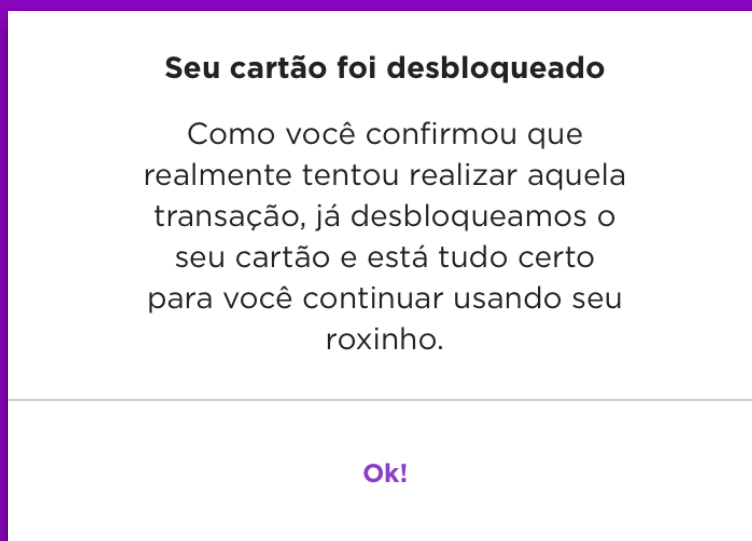 Seu cartão foi desbloqueado
Como você confirmou que
realmente tentou realizar aquela
transação, já desbloqueamos o
seu cartão e está tudo certo
para você continuar usando seu
roxinho.
Ok!